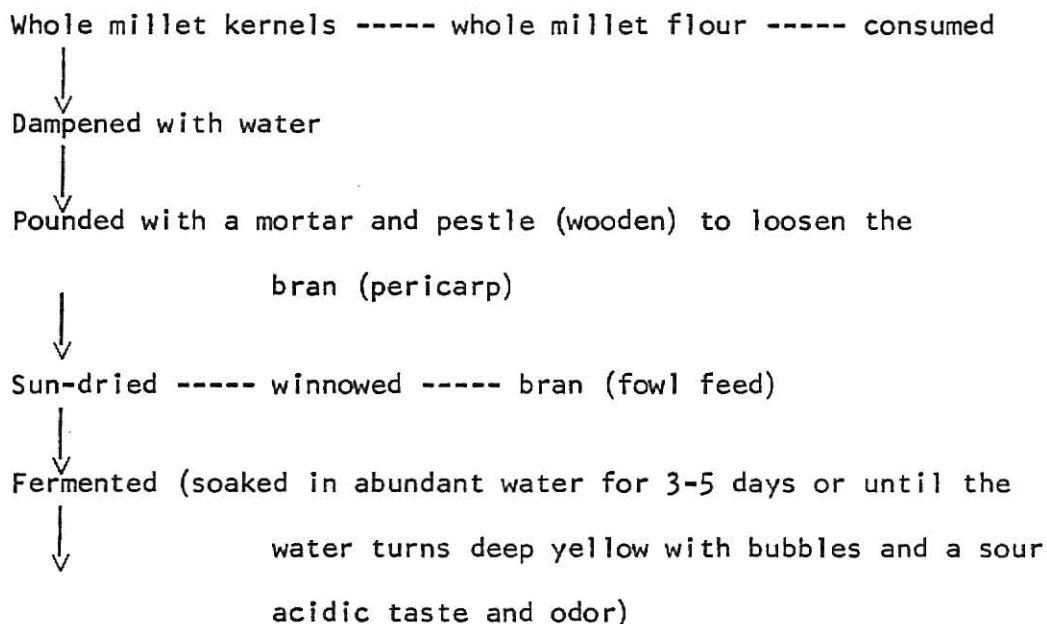 Whole millet kernels ----- whole millet flour ----- consumed
Dampened with water
Pounded with a mortar and pestle (wooden) to loosen the
bran (pericarp)
Sun-dried ----- winnowed ----- bran (fowl feed)
Fermented (soaked in abundant water for 3-5 days or until the
water turns deep yellow with bubbles and a sour
acidic taste and odor)